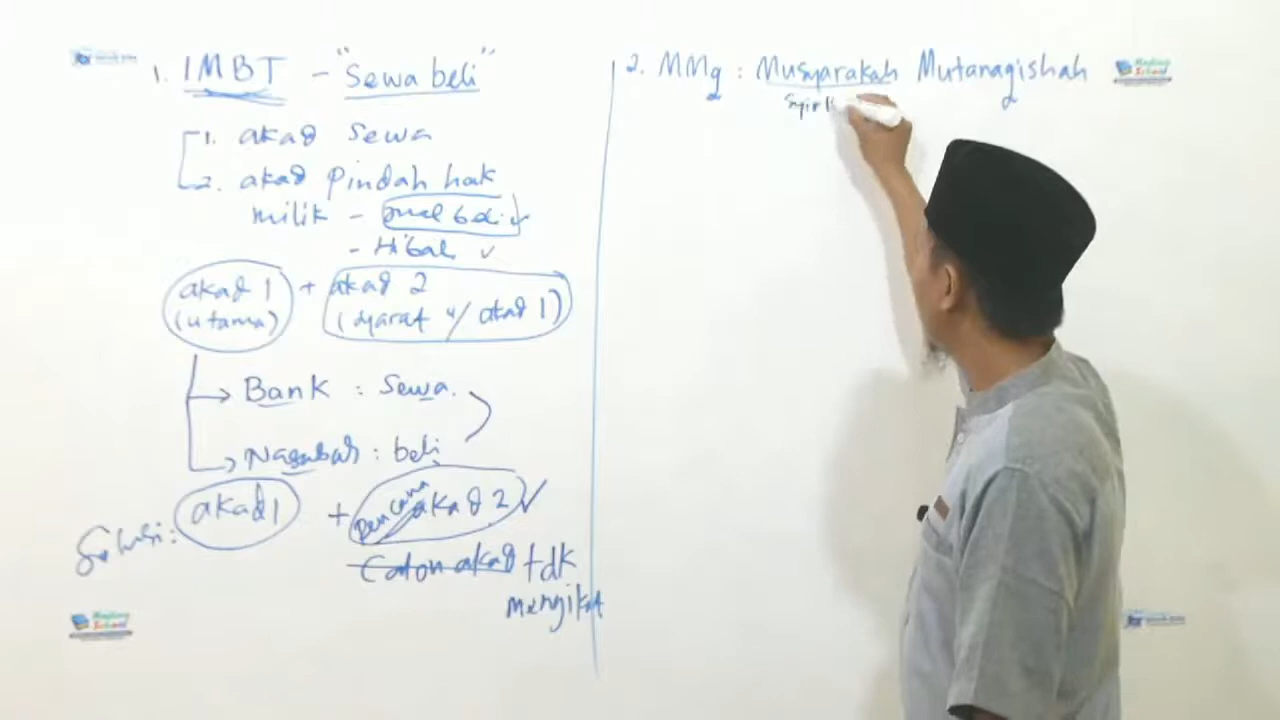 1. IMBT - "Sewa beli"
1. akad sewa
2. akad pindah hak
milik - jual beli ✓
- Hibah ✓
akad 1 + akad 2
(utama) (syarat u/ akad 1)
→ Bank : Sewa.
→ Nasabah : beli
Solusi: akad 1 + Rencana akad 2 ✓
Calon akad tdk
mengikat
2. MMq : Musyarakah Mutanaqishah
Syirk